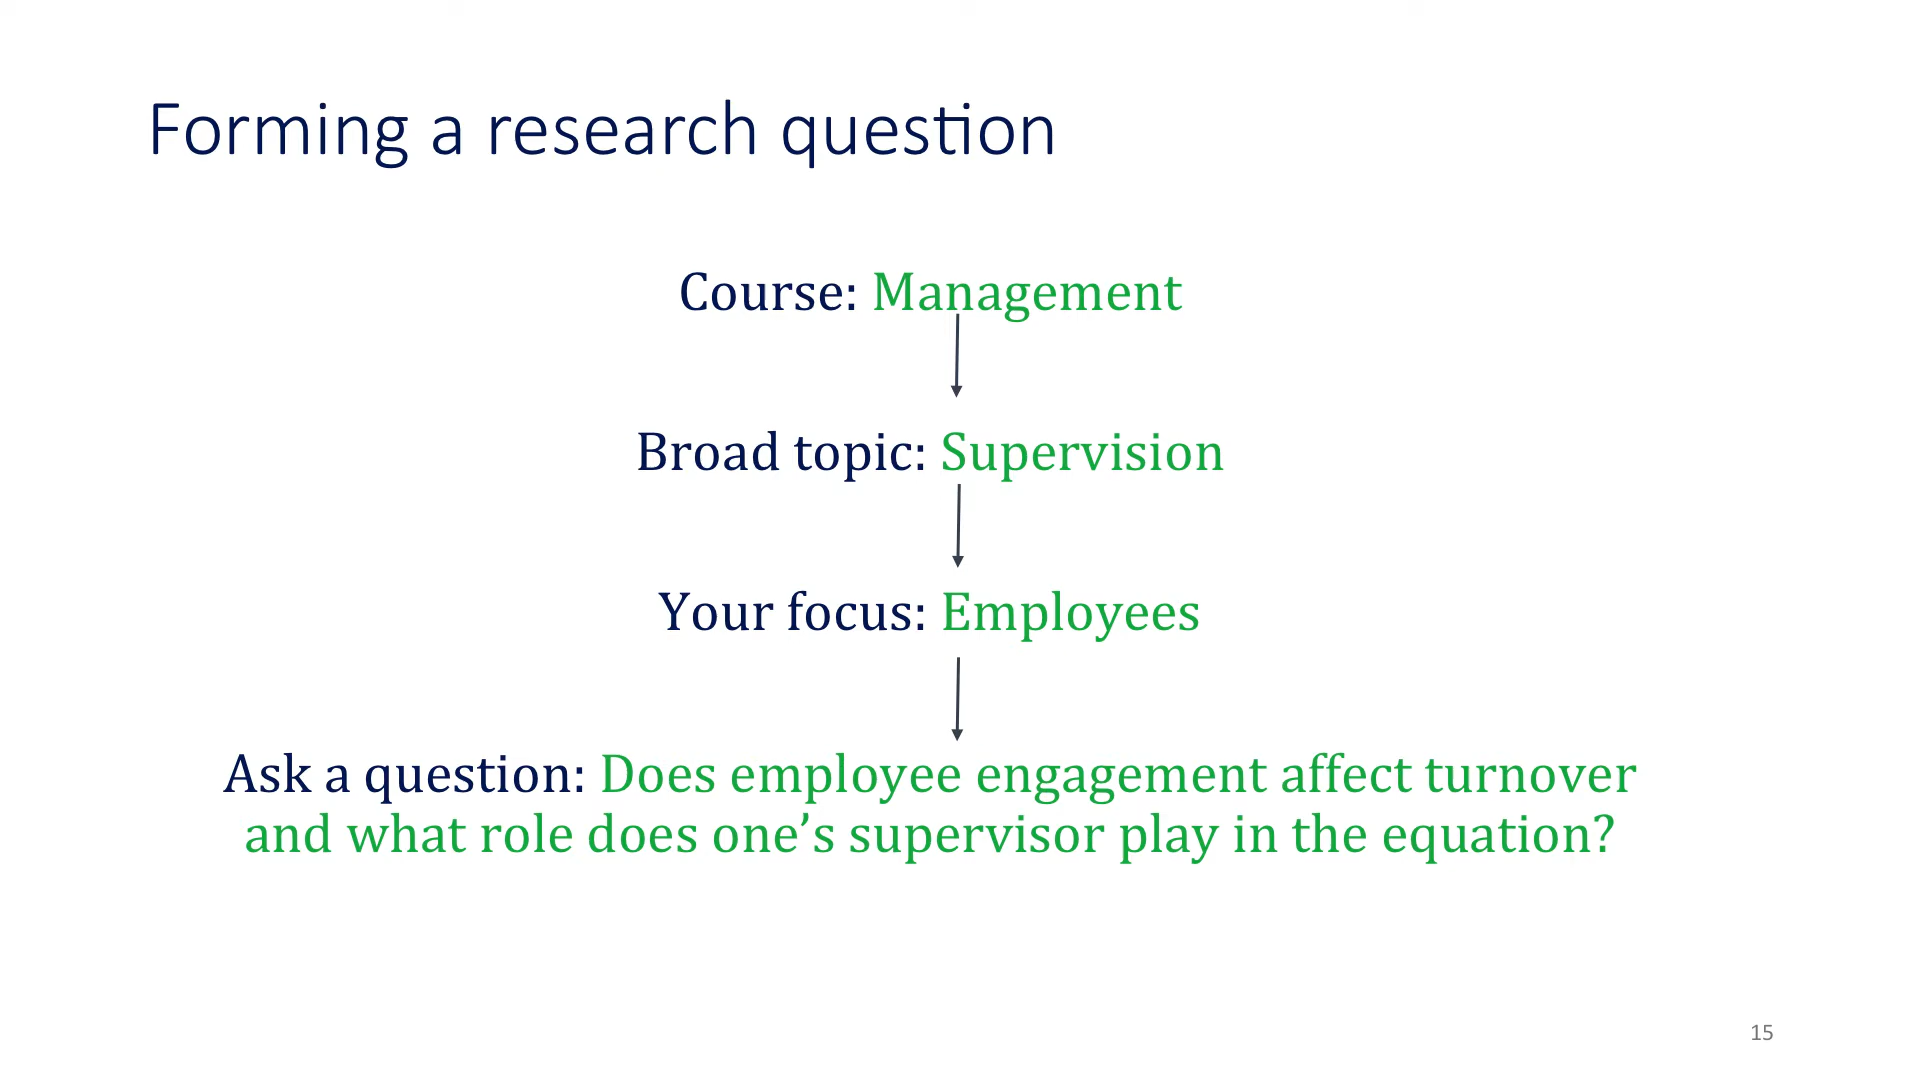 Forming a research question
Course: Management
Broad topic: Supervision
Your focus: Employees
Ask a question: Does employee engagement affect turnover
and what role does one’s supervisor play in the equation?
15